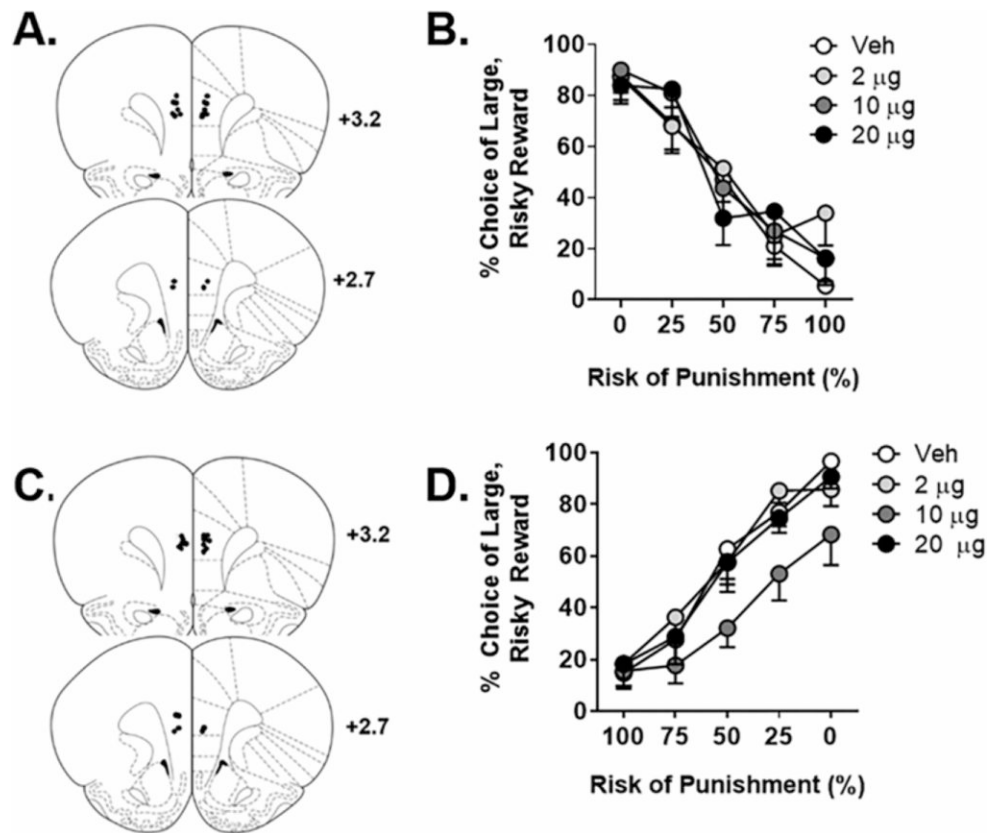 A.
+3.2
+2.7
B.
% Choice of Large,
Risky Reward
100
80
60
40
20
0
0 25 50 75 100
Risk of Punishment (%)
Veh
2 μg
10 μg
20 μg
C.
+3.2
+2.7
D.
% Choice of Large,
Risky Reward
100
80
60
40
20
0
100 75 50 25 0
Risk of Punishment (%)
Veh
2 μg
10 μg
20 μg